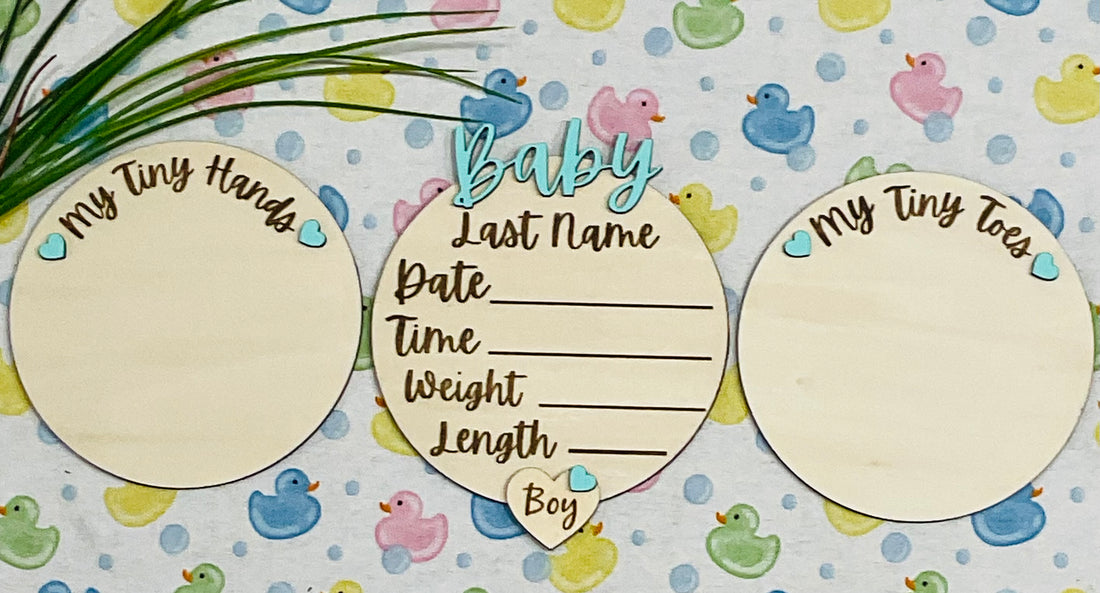 My Tiny Hands
Baby
Last Name
Date
Time
Weight
Length
Boy
My Tiny Toes